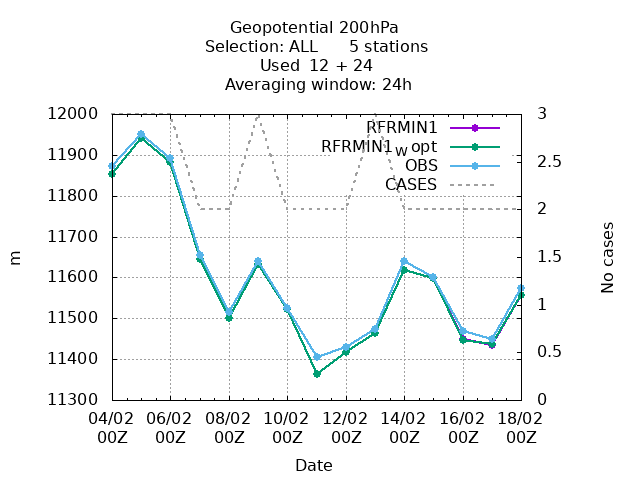 Geopotential 200hPa
Selection: ALL 5 stations
Used 12 + 24
Averaging window: 24h
12000
11900
11800
11700
11600
11500
11400
11300
m
3
2.5
2
1.5
1
0.5
0
No cases
RFRMIN1
RFRMIN1w opt
OBS
CASES
04/02 06/02 08/02 10/02 12/02 14/02 16/02 18/02
00Z 00Z 00Z 00Z 00Z 00Z 00Z 00Z
Date